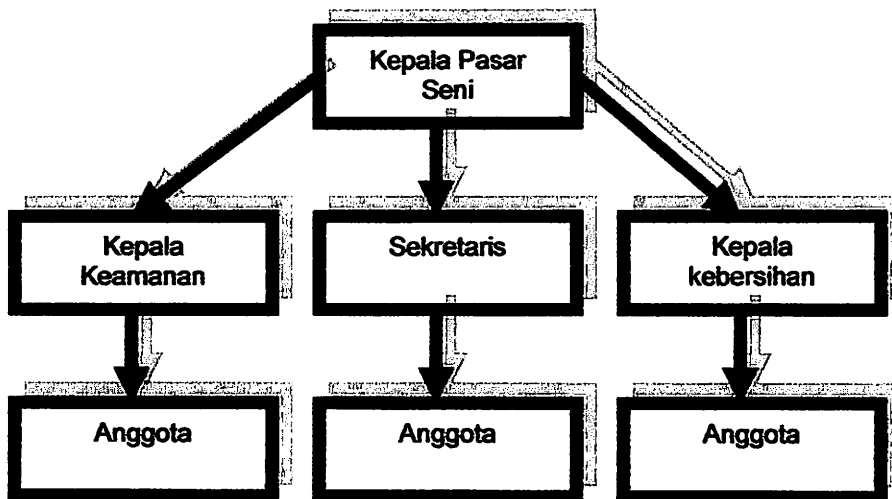 Kepala Pasar
Seni
Kepala
Keamanan
Sekretaris
Kepala
kebersihan
Anggota
Anggota
Anggota